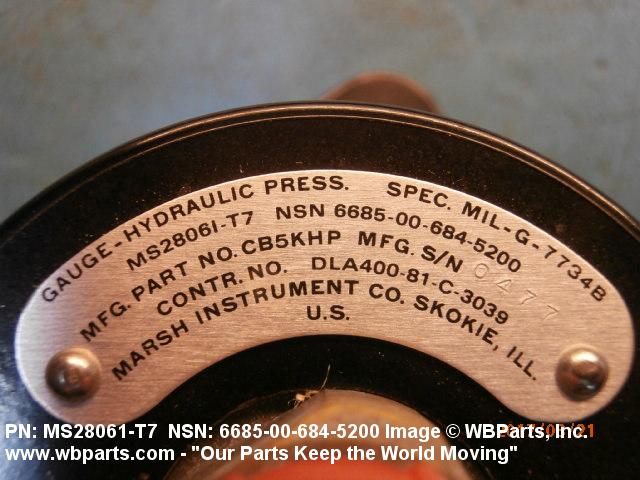 GAUGE-HYDRAULIC PRESS. SPEC. MIL-G-7734B
MS28061-T7 NSN 6685-00-684-5200
MFG. PART NO. CB5KHP MFG. S/N 0477
CONTR. NO. DLA400-81-C-3039
MARSH INSTRUMENT CO. SKOKIE, ILL.
U.S.
PN: MS28061-T7 NSN: 6685-00-684-5200 Image © WBParts, Inc.
www.wbparts.com - "Our Parts Keep the World Moving"